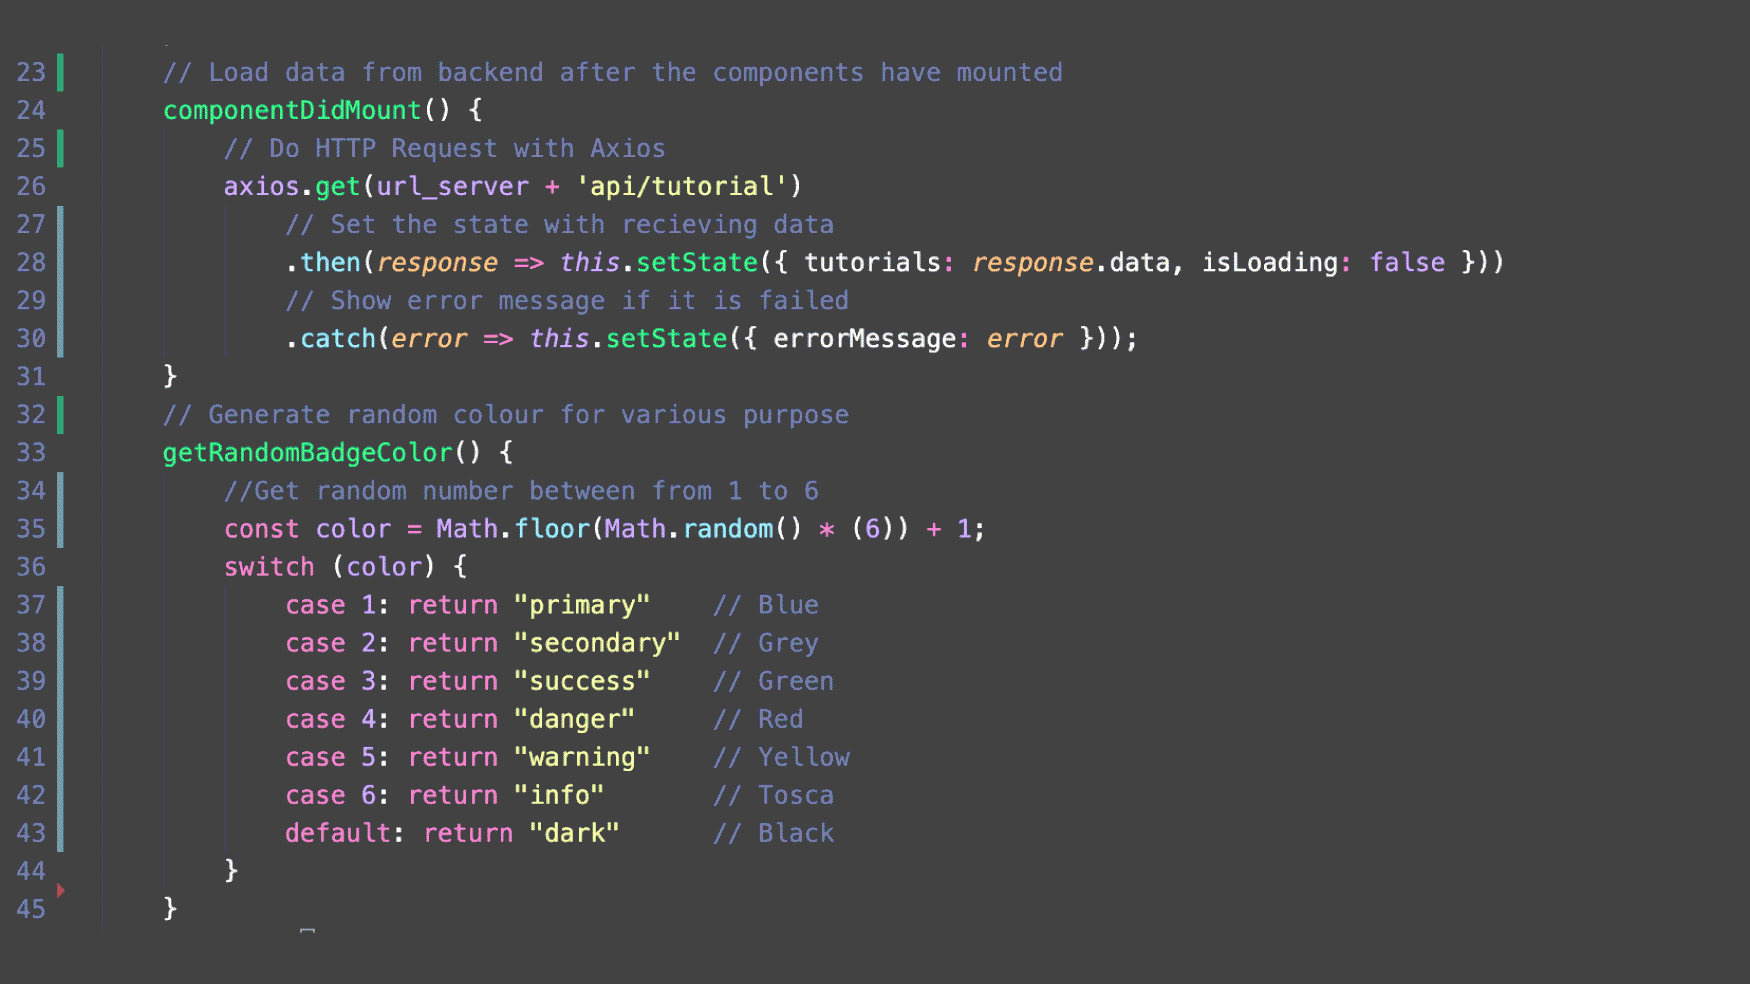 23 // Load data from backend after the components have mounted
24 componentDidMount() {
25 // Do HTTP Request with Axios
26 axios.get(url_server + 'api/tutorial')
27 // Set the state with recieving data
28 .then(response => this.setState({ tutorials: response.data, isLoading: false }))
29 // Show error message if it is failed
30 .catch(error => this.setState({ errorMessage: error }));
31 }
32 // Generate random colour for various purpose
33 getRandomBadgeColor() {
34 //Get random number between from 1 to 6
35 const color = Math.floor(Math.random() * (6)) + 1;
36 switch (color) {
37 case 1: return "primary" // Blue
38 case 2: return "secondary" // Grey
39 case 3: return "success" // Green
40 case 4: return "danger" // Red
41 case 5: return "warning" // Yellow
42 case 6: return "info" // Tosca
43 default: return "dark" // Black
44 }
45 }